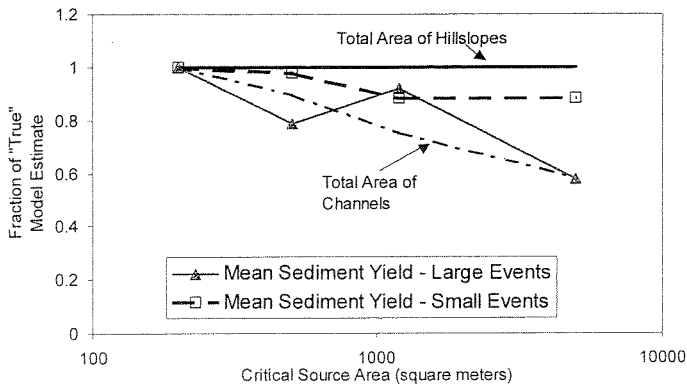 1.2
1
0.8
0.6
0.4
0.2
0
Fraction of "True"
Model Estimate
Total Area of Hillslopes
Total Area of
Channels
Mean Sediment Yield - Large Events
Mean Sediment Yield - Small Events
100
1000
10000
Critical Source Area (square meters)